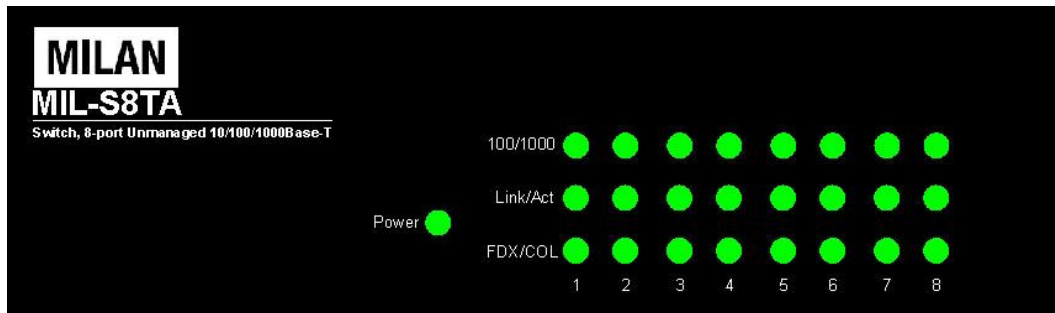 MILAN
MIL-S8TA
Switch, 8-port Unmanaged 10/100/1000Base-T
100/1000
Link/Act
Power
FDX/COL
1 2 3 4 5 6 7 8